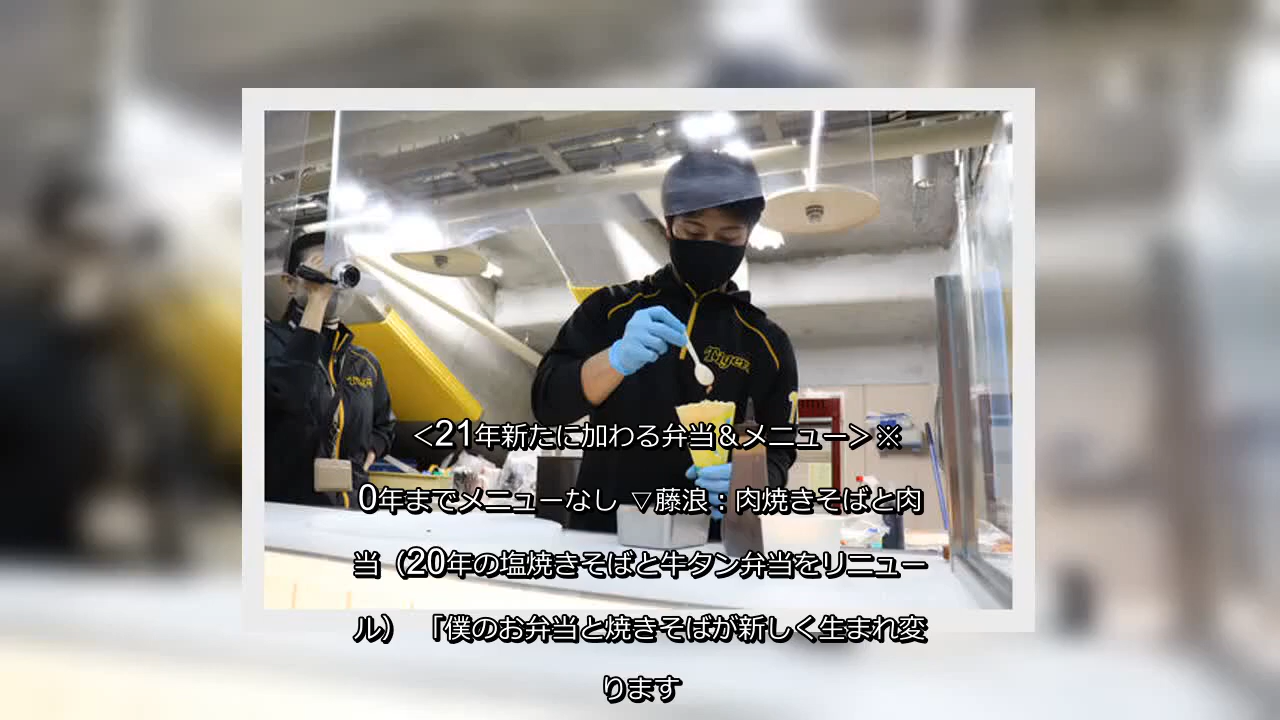 Tigers
Tigers
<21年新たに加わる弁当＆メニュー>※
0年までメニューなし ▽藤浪：肉焼きそばと肉
当（20年の塩焼きそばと牛タン弁当をリニュー
ル） 「僕のお弁当と焼きそばが新しく生まれ変
ります